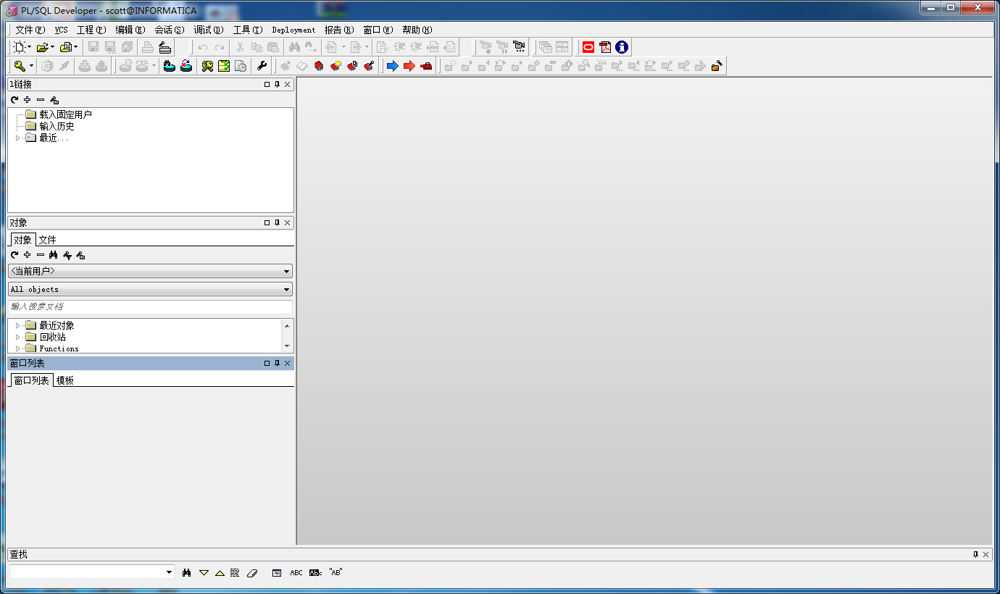 PL/SQL Developer - scott@INFORMATICA
文件(F) VCS 工程(P) 编辑(E) 会话(S) 调试(D) 工具(T) Deployment 报告(R) 窗口(W) 帮助(H)
1链接
载入固定用户
输入历史
最近...
对象
对象 文件
<当前用户>
All objects
输入搜索文档
最近对象
回收站
Functions
窗口列表
窗口列表 模板
查找
ABC ABc "AB"